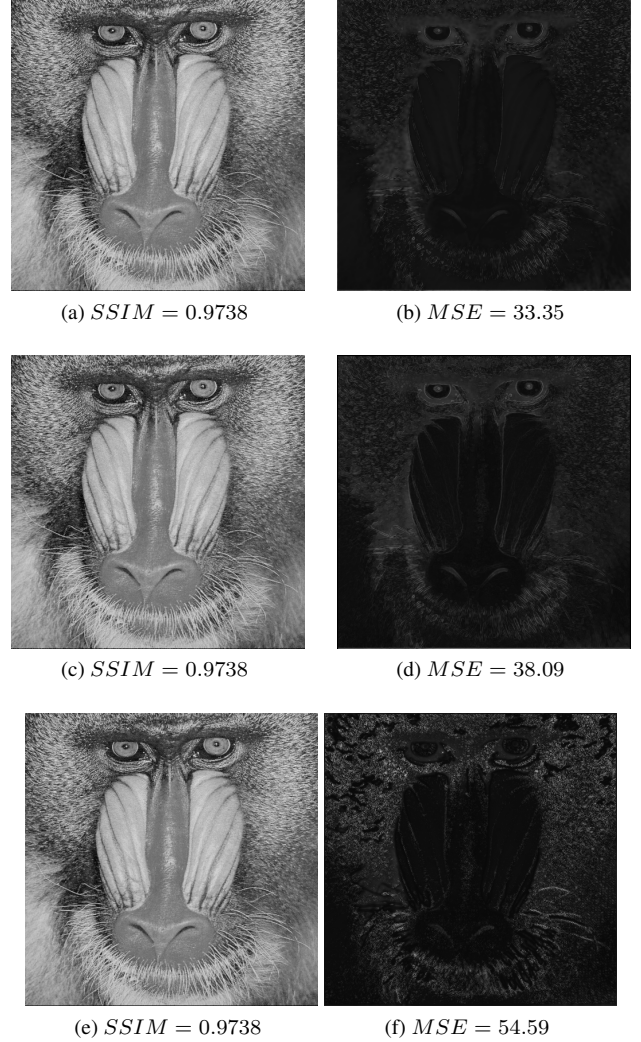 (a) SSIM = 0.9738
(b) MSE = 33.35
(c) SSIM = 0.9738
(d) MSE = 38.09
(e) SSIM = 0.9738
(f) MSE = 54.59